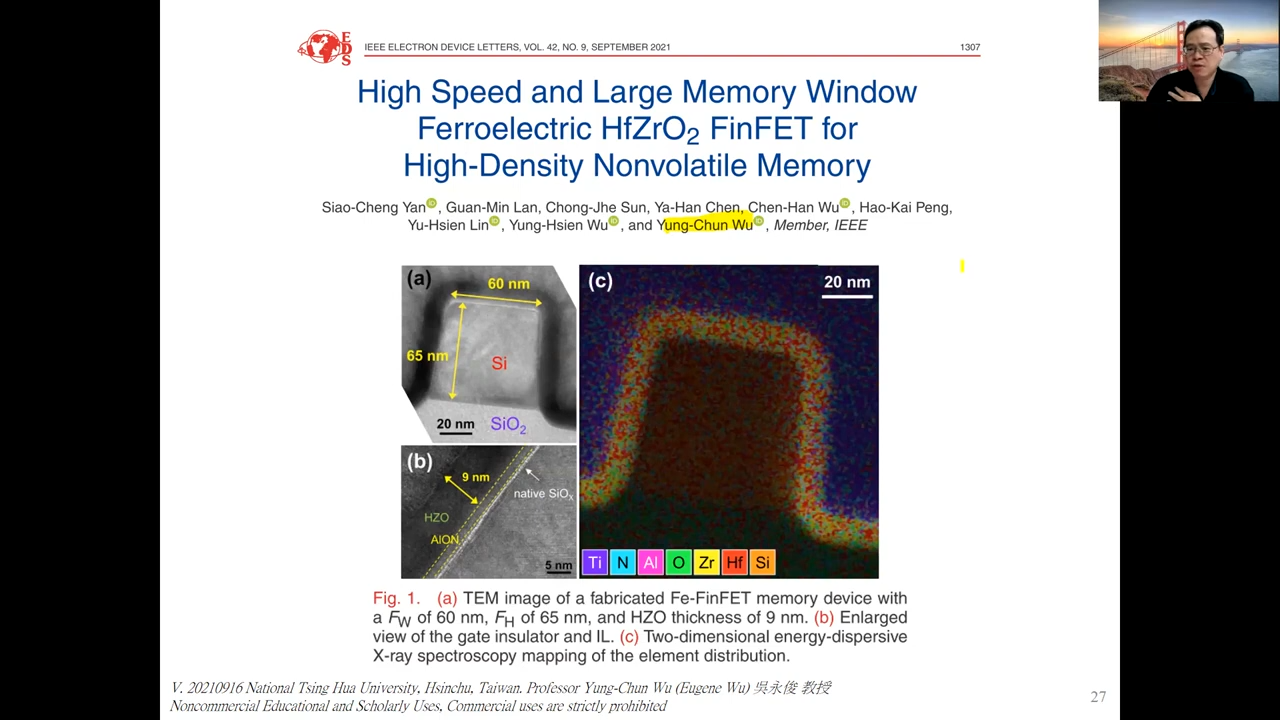 EDS
IEEE ELECTRON DEVICE LETTERS, VOL. 42, NO. 9, SEPTEMBER 2021
1307
High Speed and Large Memory Window
Ferroelectric HfZrO₂ FinFET for
High-Density Nonvolatile Memory
Siao-Cheng Yan, Guan-Min Lan, Chong-Jhe Sun, Ya-Han Chen, Chen-Han Wu, Hao-Kai Peng,
Yu-Hsien Lin, Yung-Hsien Wu, and Yung-Chun Wu, Member, IEEE
(a)
60 nm
65 nm
Si
20 nm
SiO₂
(b)
9 nm
native SiOₓ
HZO
AlON
5 nm
(c)
20 nm
Ti N Al O Zr Hf Si
Fig. 1. (a) TEM image of a fabricated Fe-FinFET memory device with
a FW of 60 nm, FH of 65 nm, and HZO thickness of 9 nm. (b) Enlarged
view of the gate insulator and IL. (c) Two-dimensional energy-dispersive
X-ray spectroscopy mapping of the element distribution.
V. 20210916 National Tsing Hua University, Hsinchu, Taiwan. Professor Yung-Chun Wu (Eugene Wu) 吳永俊 教授
Noncommercial Educational and Scholarly Uses, Commercial uses are strictly prohibited
27